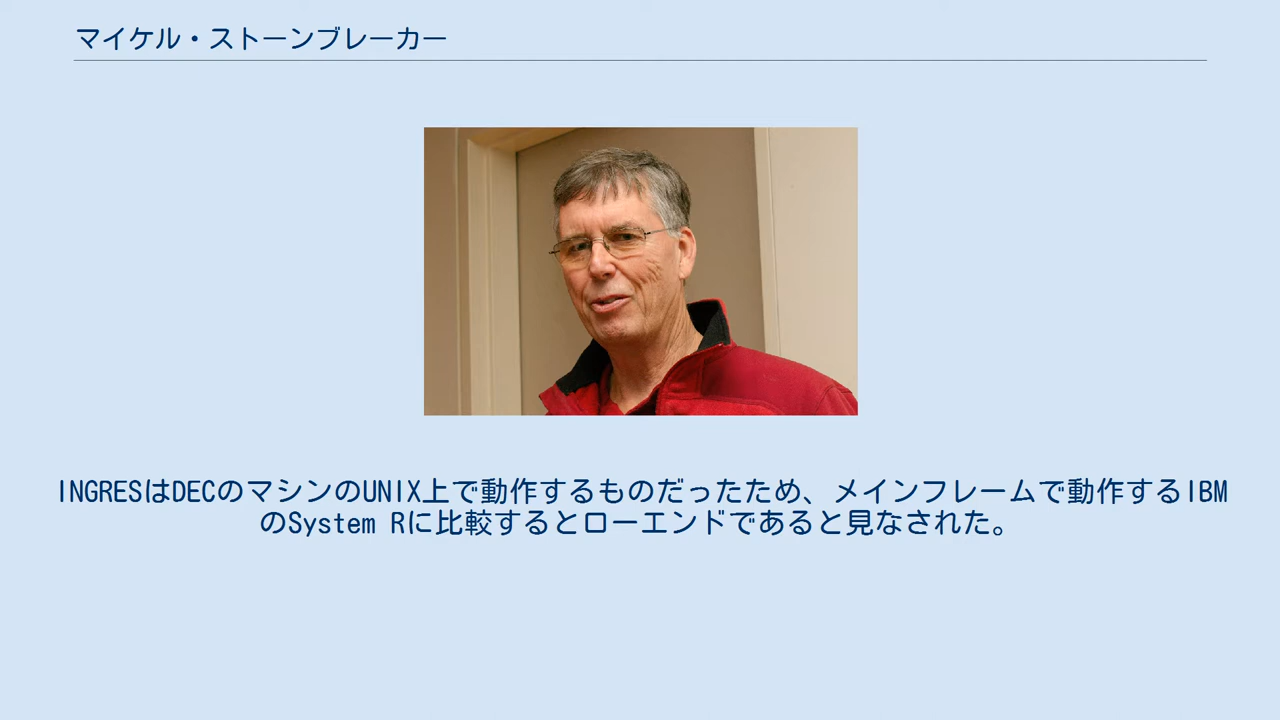 マイケル・ストーンブレーカー
INGRESはDECのマシンのUNIX上で動作するものだったため、メインフレームで動作するIBM
のSystem Rに比較するとローエンドであると見なされた。